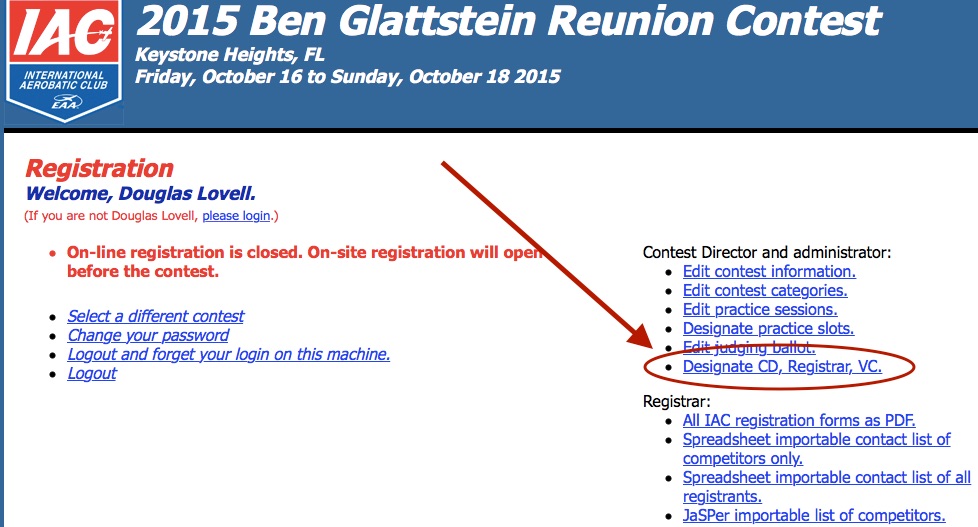 IAC
INTERNATIONAL
AEROBATIC CLUB
EAA
2015 Ben Glattstein Reunion Contest
Keystone Heights, FL
Friday, October 16 to Sunday, October 18 2015
Registration
Welcome, Douglas Lovell.
(If you are not Douglas Lovell, please login.)
• On-line registration is closed. On-site registration will open
before the contest.
• Select a different contest
• Change your password
• Logout and forget your login on this machine.
• Logout
Contest Director and administrator:
• Edit contest information.
• Edit contest categories.
• Edit practice sessions.
• Designate practice slots.
• Edit judging ballot.
• Designate CD, Registrar, VC.
Registrar:
• All IAC registration forms as PDF.
• Spreadsheet importable contact list of
competitors only.
• Spreadsheet importable contact list of all
registrants.
• JaSPer importable list of competitors.